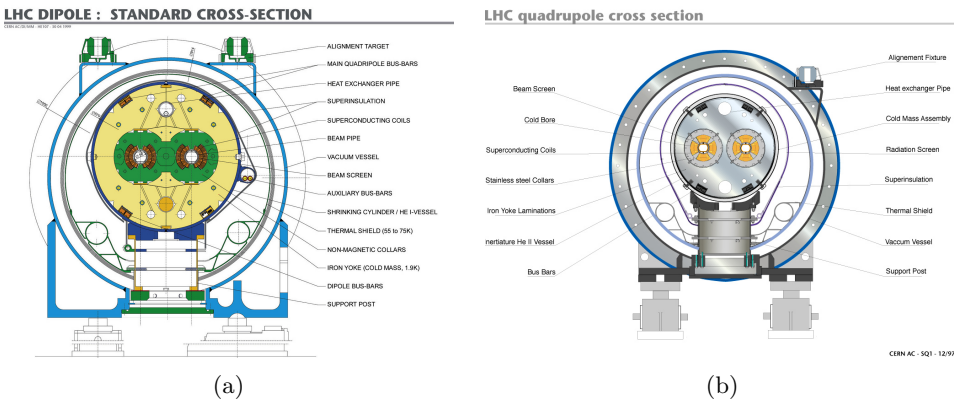 LHC DIPOLE : STANDARD CROSS-SECTION
ALIGNMENT TARGET
MAIN QUADRIPOLE BUS-BARS
HEAT EXCHANGER PIPE
SUPERINSULATION
SUPERCONDUCTING COILS
BEAM PIPE
VACUUM VESSEL
BEAM SCREEN
AUXILIARY BUS-BARS
SHRINKING CYLINDER / HE I-VESSEL
THERMAL SHIELD (55 to 75K)
NON-MAGNETIC COLLARS
IRON YOKE (COLD MASS, 1.9K)
DIPOLE BUS-BARS
SUPPORT POST
(a)
LHC quadrupole cross section
Beam Screen
Cold Bore
Superconducting Coils
Stainless steel Collars
Iron Yoke Laminations
nertiature He II Vessel
Bus Bars
Alignement Fixture
Heat exchanger Pipe
Cold Mass Assembly
Radiation Screen
Superinsulation
Thermal Shield
Vaccum Vessel
Support Post
CERN AC - SQ1 - 12/97
(b)